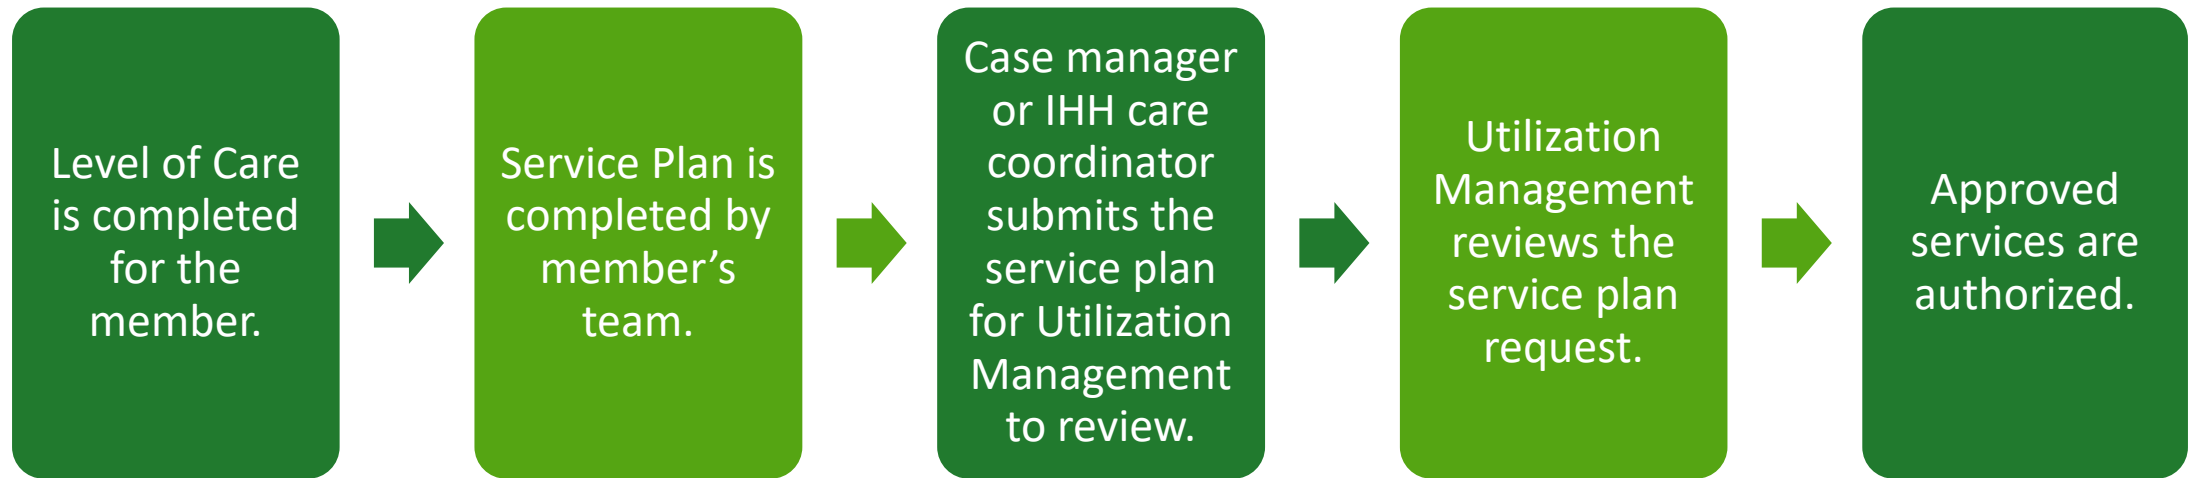 Level of Care
is completed
for the
member.
Service Plan is
completed by
member’s
team.
Case manager
or IHH care
coordinator
submits the
service plan
for Utilization
Management
to review.
Utilization
Management
reviews the
service plan
request.
Approved
services are
authorized.